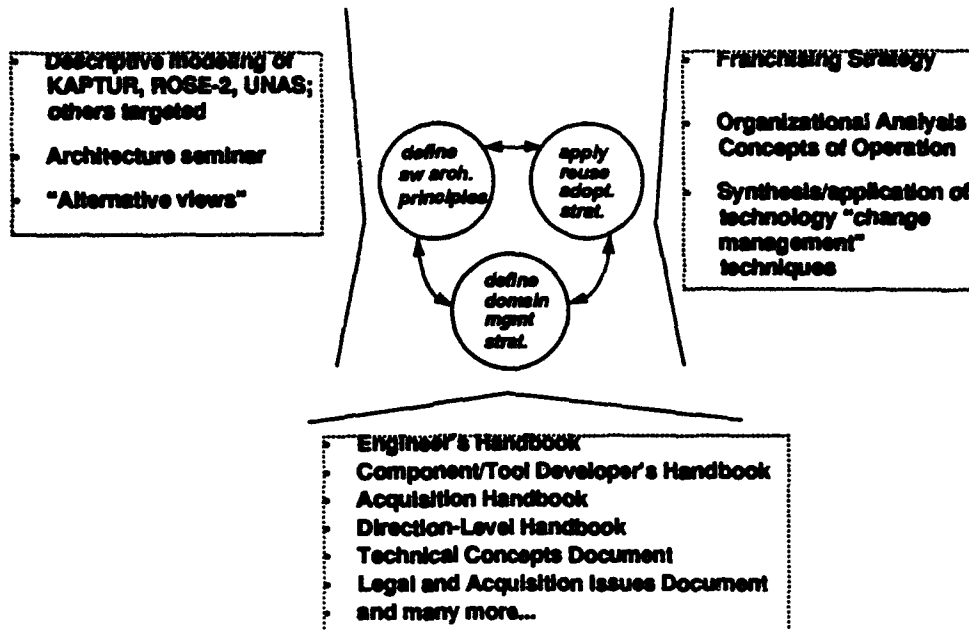 Descriptive modeling of
KAPTUR, ROSE-2, UNAS;
others targeted
Architecture seminar
"Alternative views"
define
sw arch.
principles
apply
reuse
adopt.
strat.
define
domain
mgmt
strat.
Franchising Strategy
Organizational Analysis
Concepts of Operation
Synthesis/application of
technology "change
management"
techniques
Engineer's Handbook
Component/Tool Developer's Handbook
Acquisition Handbook
Direction-Level Handbook
Technical Concepts Document
Legal and Acquisition Issues Document
and many more...